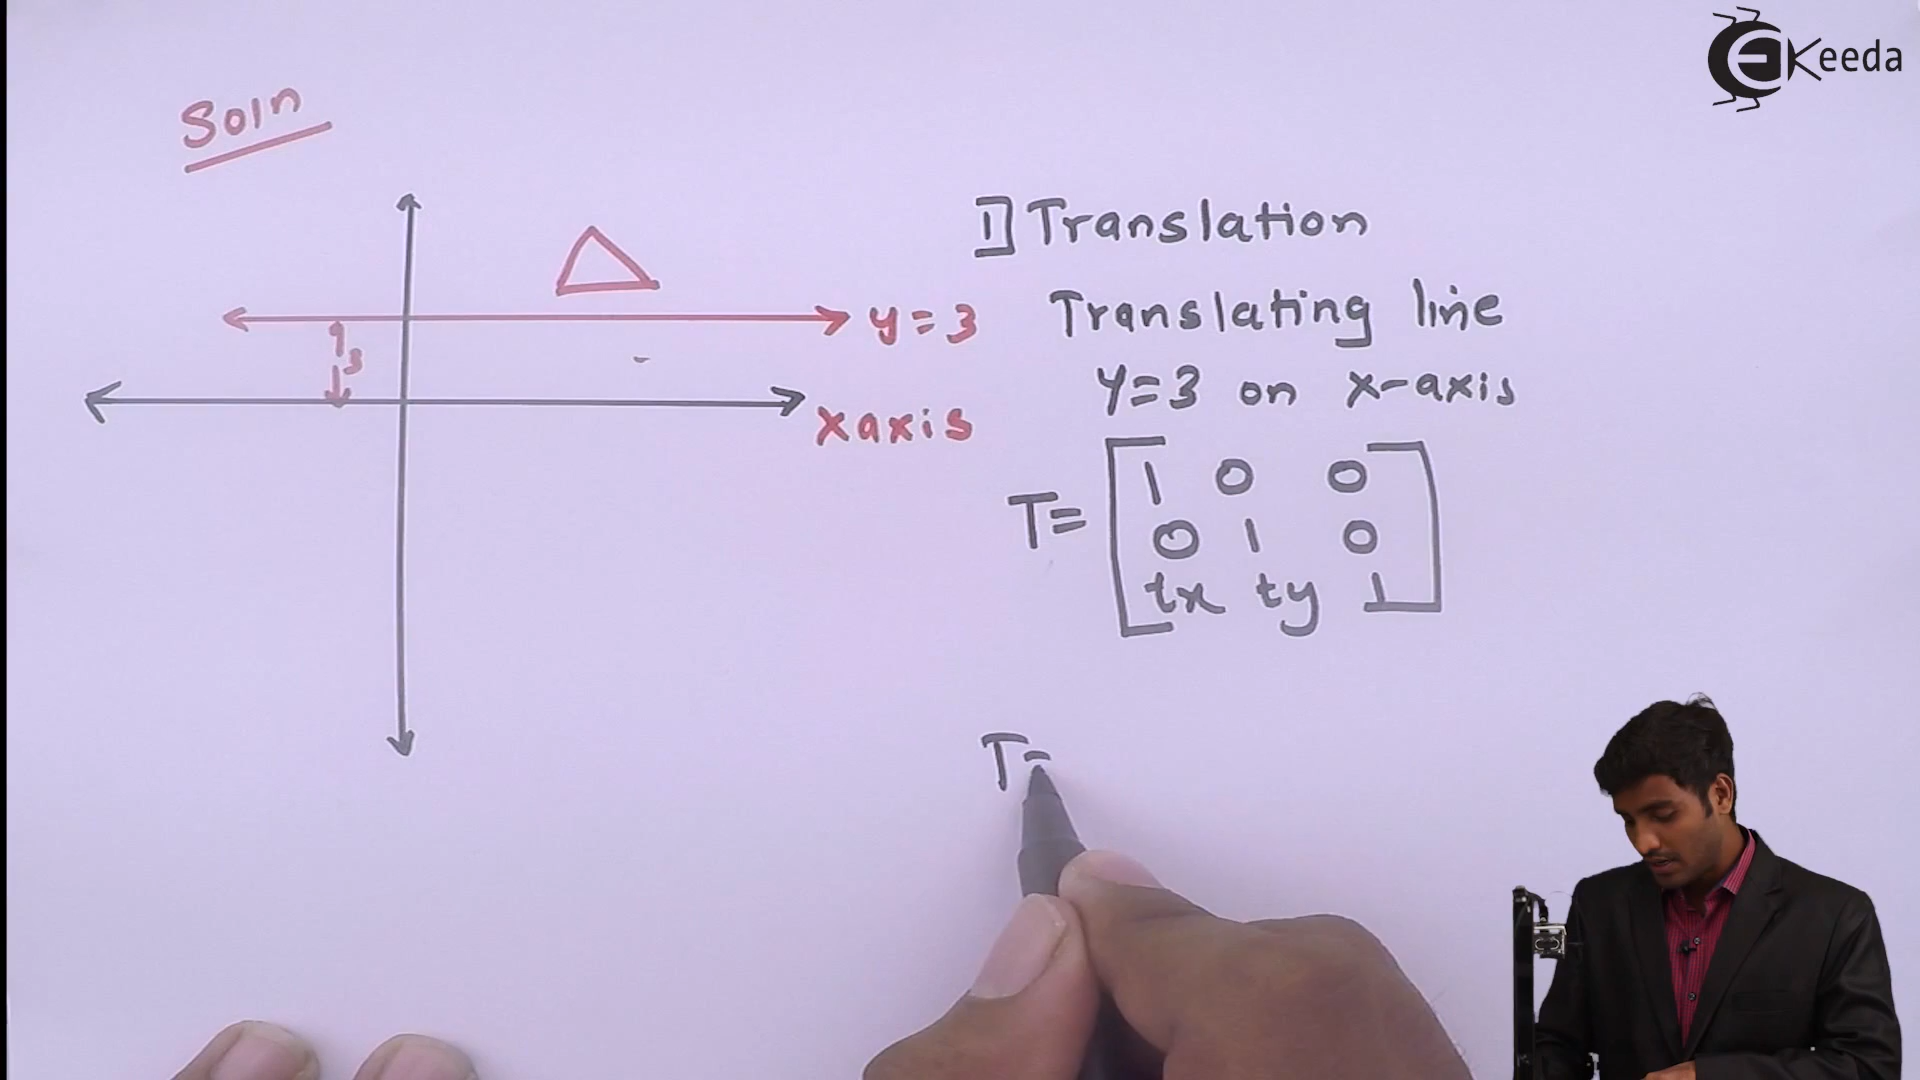 EKeeda
Soln
y=3
3
x axis
1] Translation
Translating line
y=3 on x-axis
T= [1 0 0
0 1 0
tx ty 1]
T=